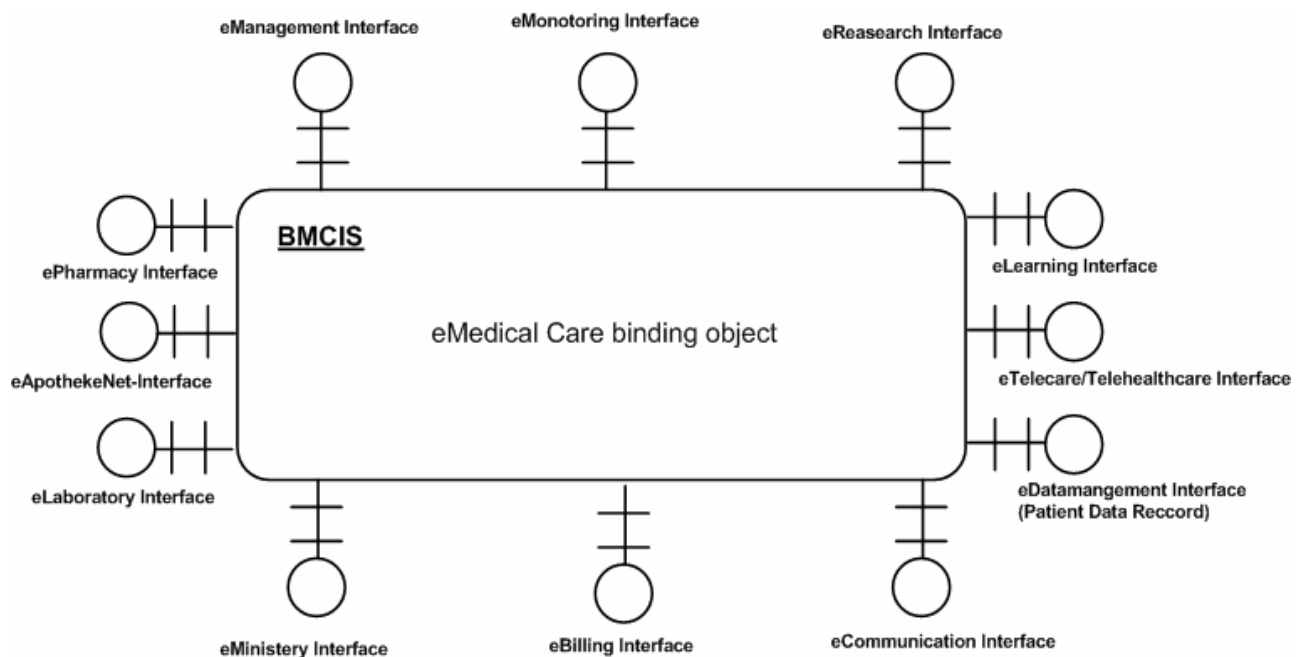 eManagement Interface
eMonotoring Interface
eReasearch Interface
BMCIS
ePharmacy Interface
eLearning Interface
eMedical Care binding object
eApothekeNet-Interface
eTelecare/Telehealthcare Interface
eLaboratory Interface
eDatamangement Interface
(Patient Data Reccord)
eMinistery Interface
eBilling Interface
eCommunication Interface